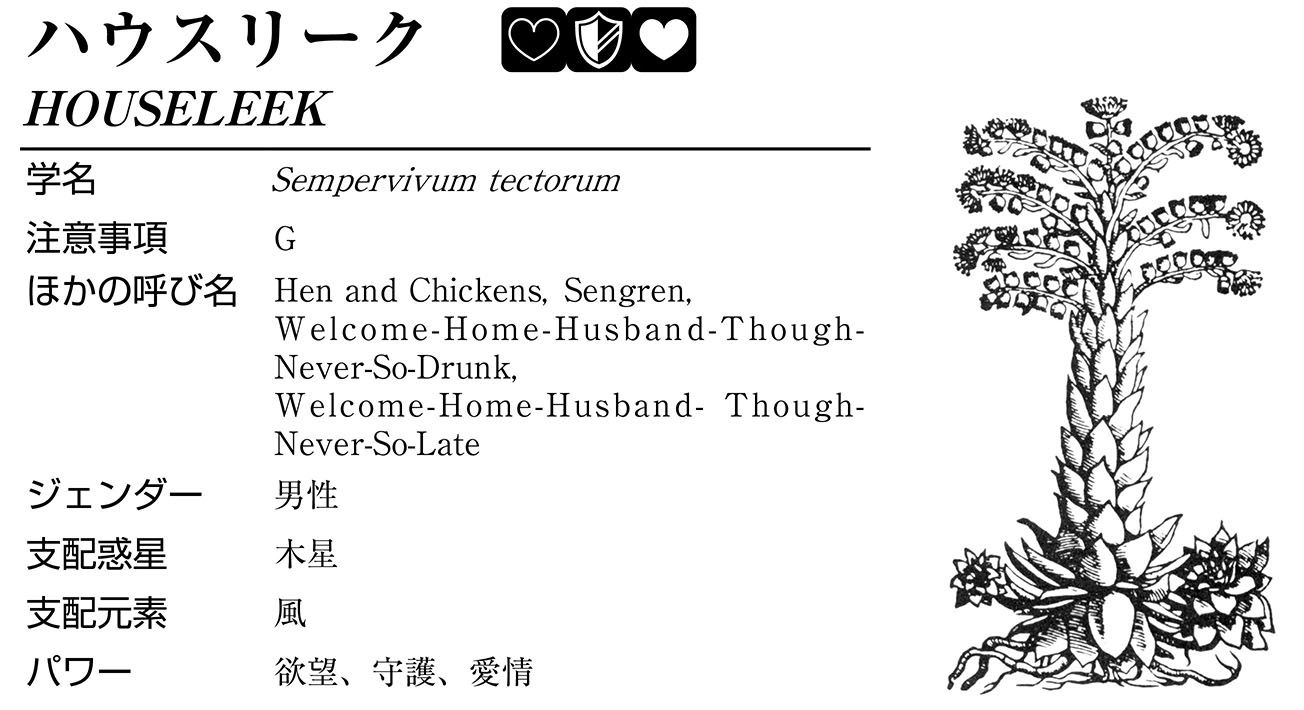 ハウスリーク
HOUSELEEK
学名 Sempervivum tectorum
注意事項 G
ほかの呼び名 Hen and Chickens, Sengren,
Welcome-Home-Husband-Though-
Never-So-Drunk,
Welcome-Home-Husband- Though-
Never-So-Late
ジェンダー 男性
支配惑星 木星
支配元素 風
パワー 欲望、守護、愛情